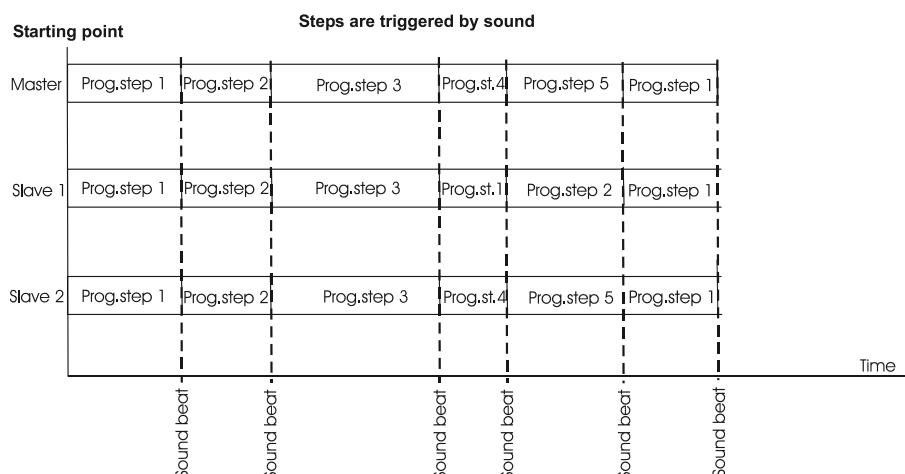 Steps are triggered by sound
Starting point
Master Prog.step 1 Prog.step 2 Prog.step 3 Prog.st.4 Prog.step 5 Prog.step 1
Slave 1 Prog.step 1 Prog.step 2 Prog.step 3 Prog.st.1 Prog.step 2 Prog.step 1
Slave 2 Prog.step 1 Prog.step 2 Prog.step 3 Prog.st.4 Prog.step 5 Prog.step 1
Time
Sound beat
Sound beat
Sound beat
Sound beat
Sound beat
Sound beat